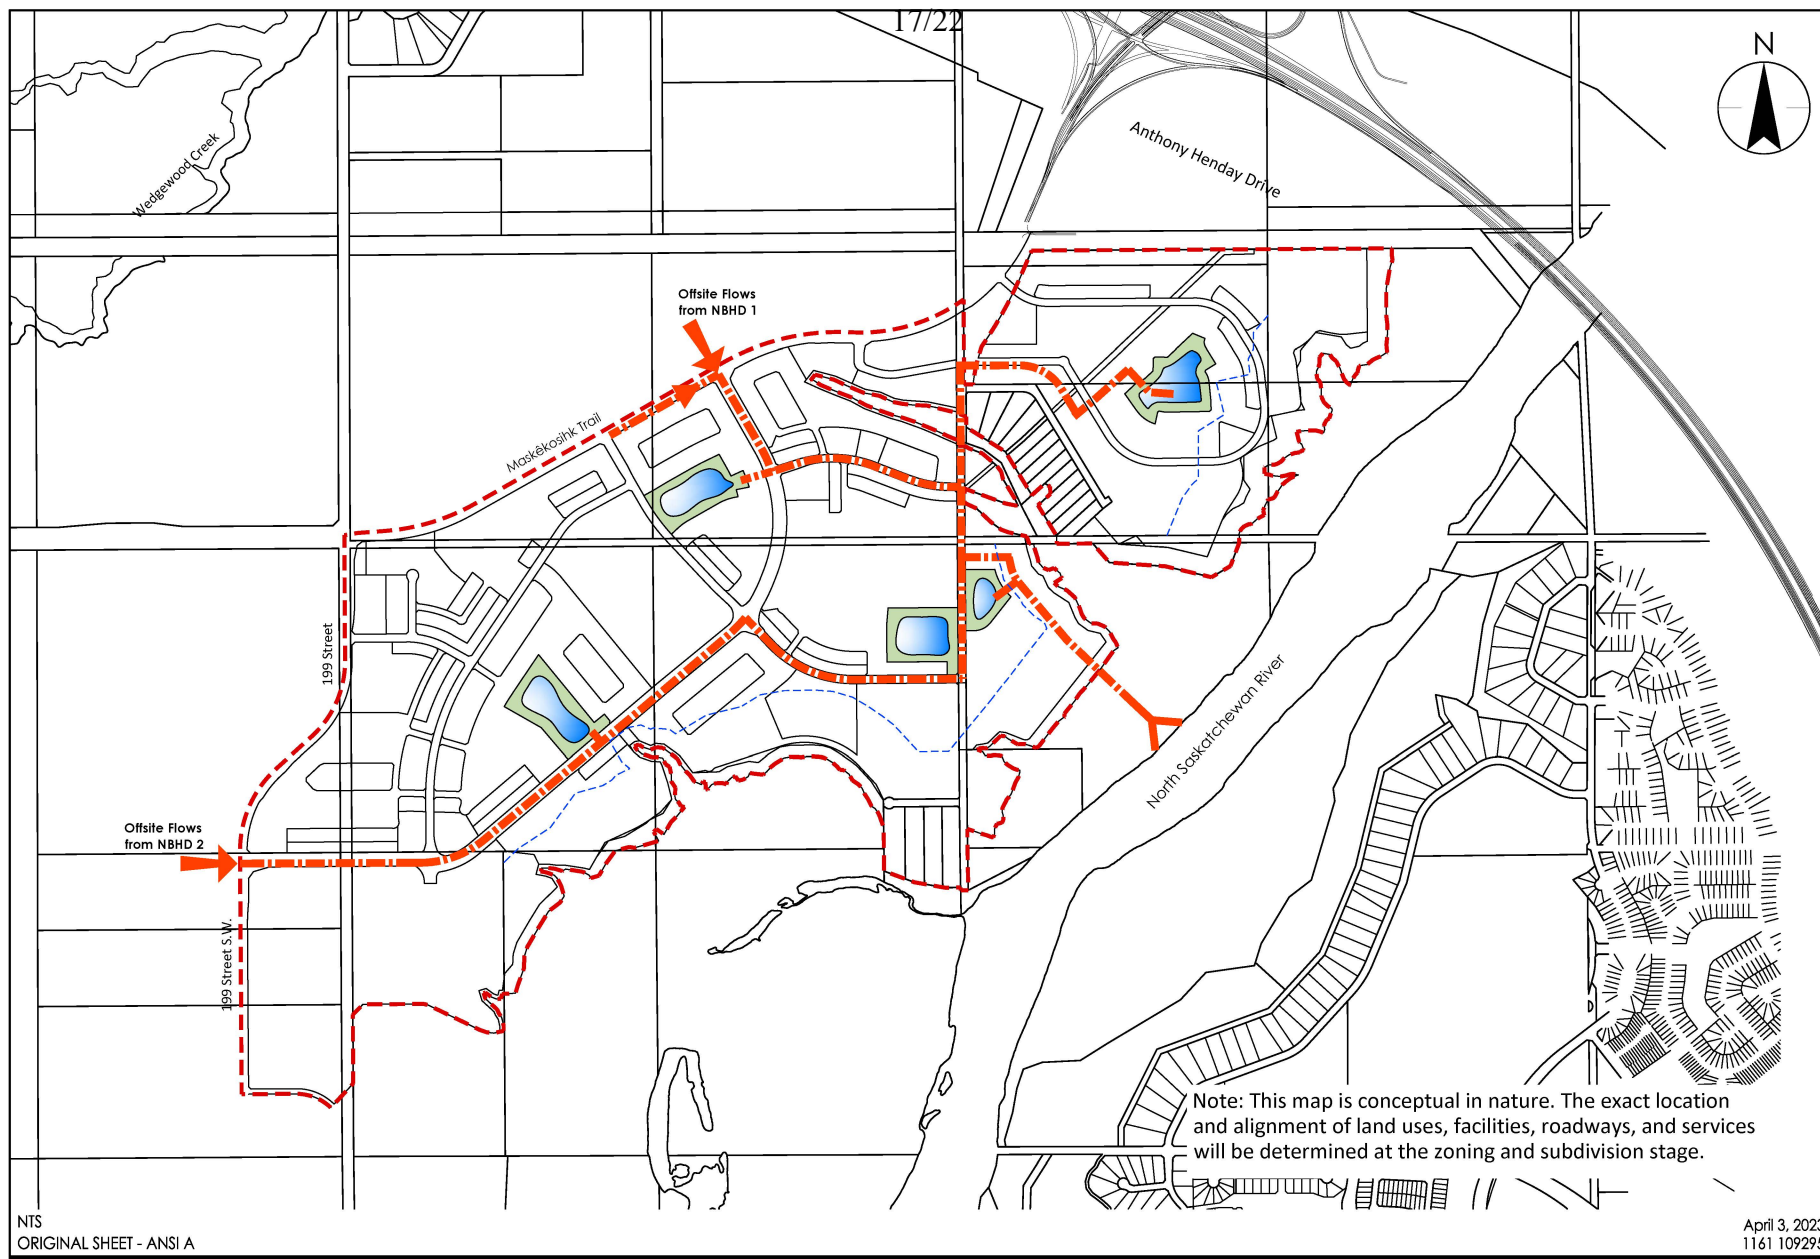 17/22
N
Wedgewood Creek
Anthony Henday Drive
Offsite Flows
from NBHD 1
Maskêkosihk Trail
199 Street
North Saskatchewan River
Offsite Flows
from NBHD 2
199 Street S.W.
Note: This map is conceptual in nature. The exact location
and alignment of land uses, facilities, roadways, and services
will be determined at the zoning and subdivision stage.
NTS
ORIGINAL SHEET - ANSI A
April 3, 2023
1161 109295